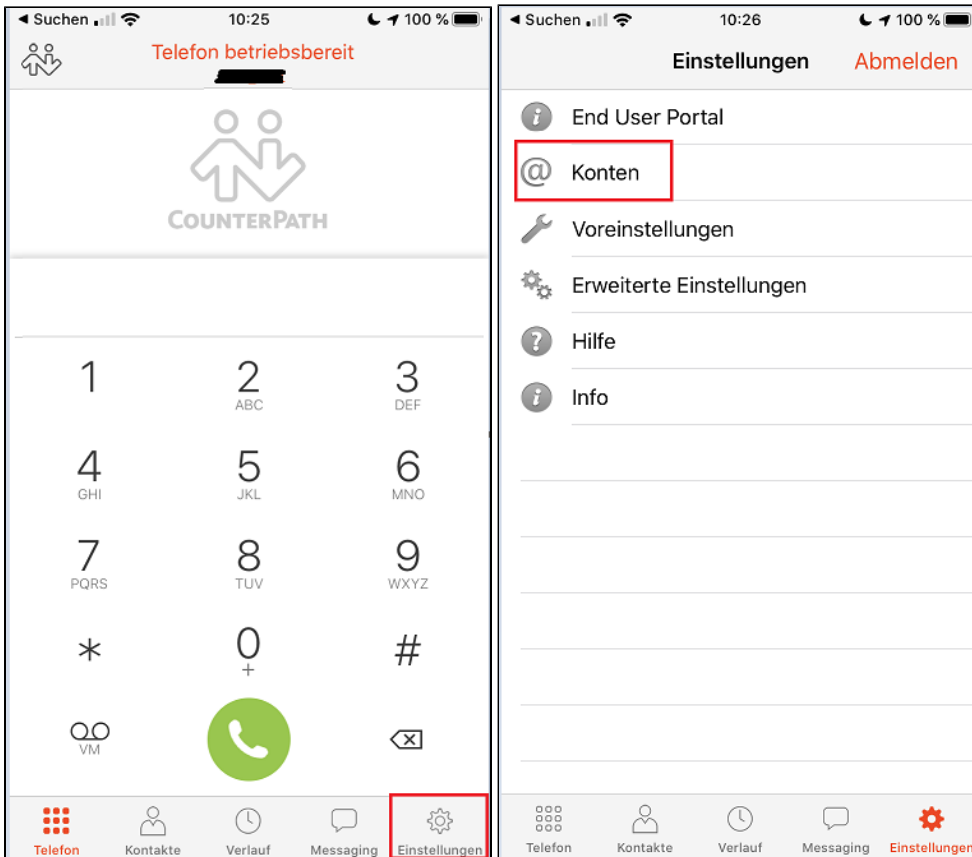 ◀ Suchen 10:25 100 %
Telefon betriebsbereit
COUNTERPATH
1 2 3
ABC DEF
4 5 6
GHI JKL MNO
7 8 9
PQRS TUV WXYZ
* 0 #
+
VM
Telefon Kontakte Verlauf Messaging Einstellungen
◀ Suchen 10:26 100 %
Einstellungen Abmelden
End User Portal
@ Konten
Voreinstellungen
Erweiterte Einstellungen
? Hilfe
Info
Telefon Kontakte Verlauf Messaging Einstellungen